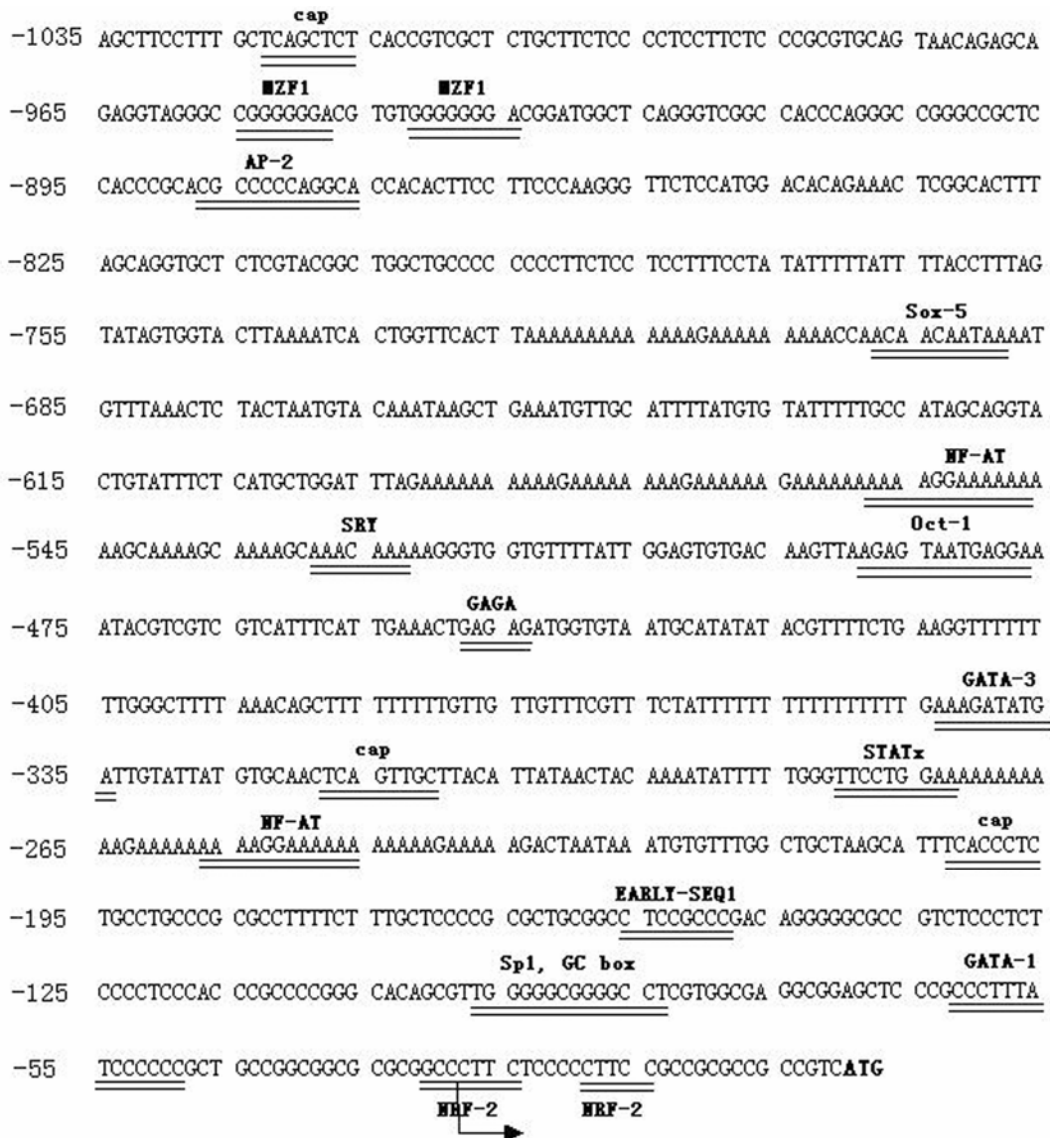 cap
-1035 AGCTTCCTTT GCTCAGCTCT CACCGTCGCT CTGCTTCTCC CCTCCTTCTC CCGCGTGCAG TAACAGAGCA
MZF1 MZF1
-965 GAGGTAGGGC CGGGGGGACG TGTGGGGGGG ACGGATGGCT CAGGGTCGGC CACCCAGGGC CGGGCCGCTC
AP-2
-895 CACCCGCACG CCCCCAGGCA CCACACTTCC TTCCCAAGGG TTCTCCATGG ACACAGAAAC TCGGCACTTT
-825 AGCAGGTGCT CTCGTACGGC TGGCTGCCCC CCCCTTCTCC TCCTTTCCTA TATTTTTATT TTACCTTTAG
Sox-5
-755 TATAGTGGTA CTTAAAATCA CTGGTTCACT TAAAAAAAAA AAAAGAAAAA AAAACCAACA ACAATAAAAT
-685 GTTTAAACTC TACTAATGTA CAAATAAGCT GAAATGTTGC ATTTTATGTG TATTTTTGCC ATAGCAGGTA
NF-AT
-615 CTGTATTTCT CATGCTGGAT TTAGAAAAAA AAAAGAAAAA AAAGAAAAAA GAAAAAAAAA AGGAAAAAAA
SRY Oct-1
-545 AAGCAAAAGC AAAAGCAAAC AAAAAGGGTG GTGTTTTATT GGAGTGTGAC AAGTTAAGAG TAATGAGGAA
GAGA
-475 ATACGTCGTC GTCATTTCAT TGAAACTGAG AGATGGTGTA ATGCATATAT ACGTTTTCTG AAGGTTTTTT
GATA-3
-405 TTGGGCTTTT AAACAGCTTT TTTTTTGTTG TTGTTTCGTT TCTATTTTTT TTTTTTTTTT GAAAGATATG
cap STATx
-335 ATTGTATTAT GTGCAACTCA GTTGCTTACA TTATAACTAC AAAATATTTT TGGGTTCCTG GAAAAAAAAA
NF-AT cap
-265 AAGAAAAAAA AAGGAAAAAA AAAAAGAAAA AGACTAATAA ATGTGTTTGG CTGCTAAGCA TTTCACCCTC
EARLY-SEQ1
-195 TGCCTGCCCG CGCCTTTTCT TTGCTCCCCG CGCTGCGGCC TCCGCCCGAC AGGGGGCGCC GTCTCCCTCT
Sp1, GC box GATA-1
-125 CCCCTCCCAC CCGCCCCGGG CACAGCGTTG GGGGCGGGGC CTCGTGGCGA GGCGGAGCTC CCGCCCTTTA
-55 TCCCCCCGCT GCCGGCGGCG CGCGGCCCTTC TCCCCCTTCC GCCGCGCCGC CGTCATG
NRF-2 NRF-2